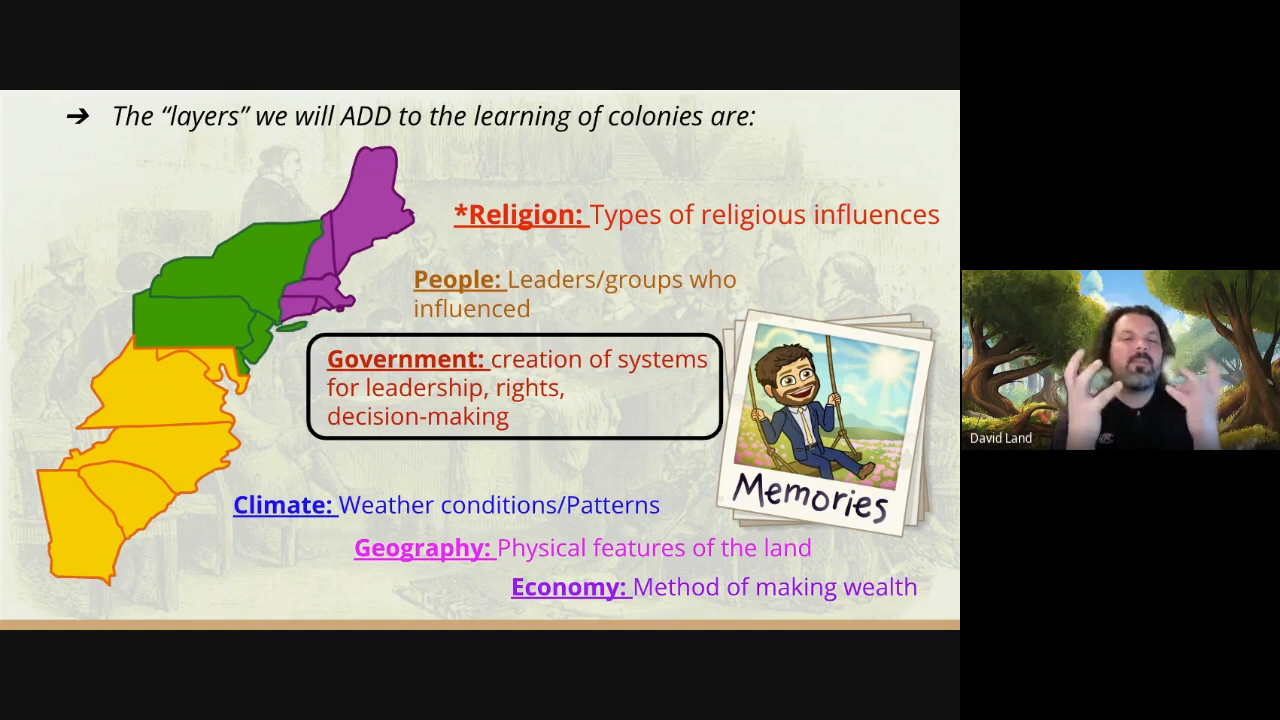 ➔ The “layers” we will ADD to the learning of colonies are:
*Religion: Types of religious influences
People: Leaders/groups who
influenced
Government: creation of systems
for leadership, rights,
decision-making
Memories
Climate: Weather conditions/Patterns
Geography: Physical features of the land
Economy: Method of making wealth
David Land